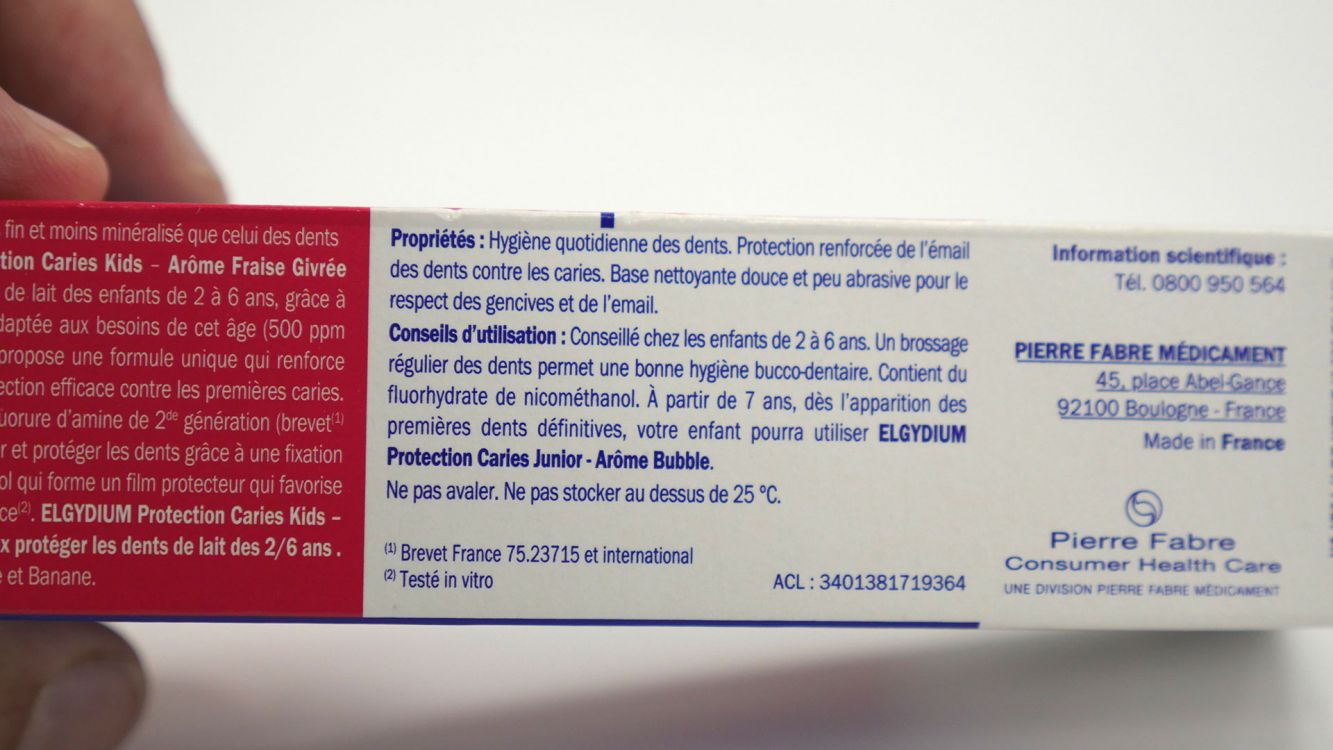 fin et moins minéralisé que celui des dents
tion Caries Kids – Arôme Fraise Givrée
de lait des enfants de 2 à 6 ans, grâce à
daptée aux besoins de cet âge (500 ppm
propose une formule unique qui renforce
ection efficace contre les premières caries.
uorure d'amine de 2de génération (brevet(1)
r et protéger les dents grâce à une fixation
ol qui forme un film protecteur qui favorise
ce(2). ELGYDIUM Protection Caries Kids –
x protéger les dents de lait des 2/6 ans .
et Banane.
Propriétés : Hygiène quotidienne des dents. Protection renforcée de l'émail
des dents contre les caries. Base nettoyante douce et peu abrasive pour le
respect des gencives et de l'email.
Conseils d'utilisation : Conseillé chez les enfants de 2 à 6 ans. Un brossage
régulier des dents permet une bonne hygiène bucco-dentaire. Contient du
fluorhydrate de nicométhanol. À partir de 7 ans, dès l'apparition des
premières dents définitives, votre enfant pourra utiliser ELGYDIUM
Protection Caries Junior - Arôme Bubble.
Ne pas avaler. Ne pas stocker au dessus de 25 ºC.
(1) Brevet France 75.23715 et international
(2) Testé in vitro
ACL : 3401381719364
Information scientifique :
Tél. 0800 950 564
PIERRE FABRE MÉDICAMENT
45, place Abel-Gance
92100 Boulogne - France
Made in France
Pierre Fabre
Consumer Health Care
UNE DIVISION PIERRE FABRE MÉDICAMENT